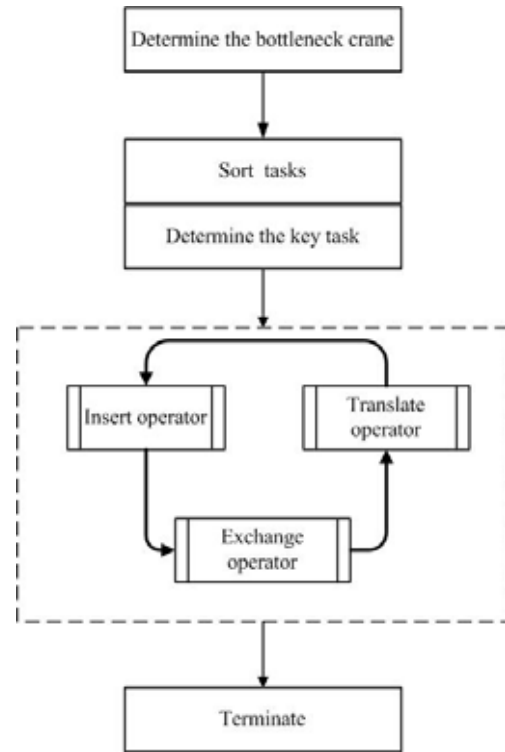 Determine the bottleneck crane
Sort tasks
Determine the key task
Insert operator
Translate
operator
Exchange
operator
Terminate